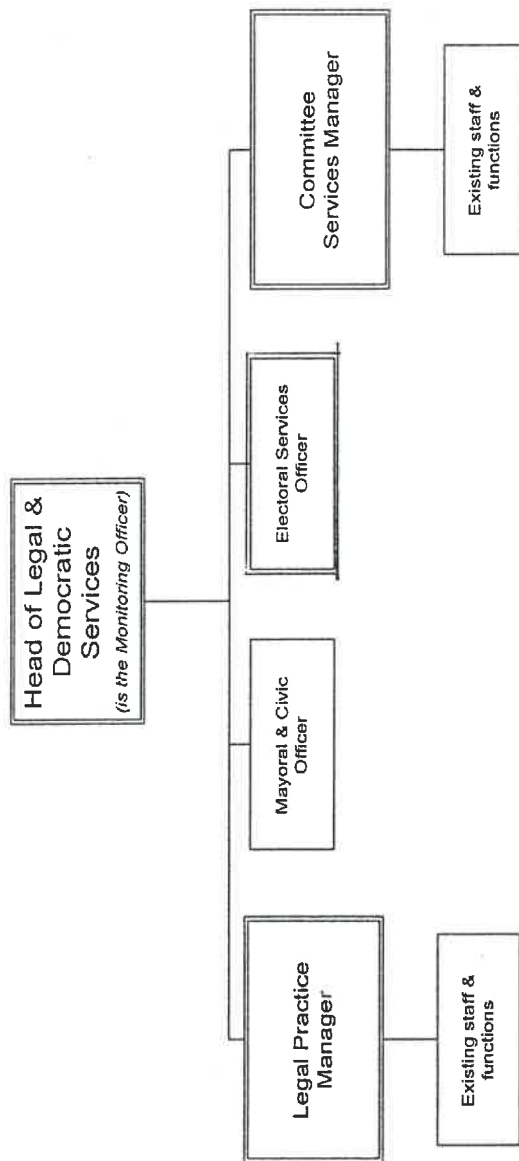 Head of Legal &
Democratic
Services
(is the Monitoring Officer)
Legal Practice
Manager
Mayoral & Civic
Officer
Electoral Services
Officer
Committee
Services Manager
Existing staff &
functions
Existing staff &
functions